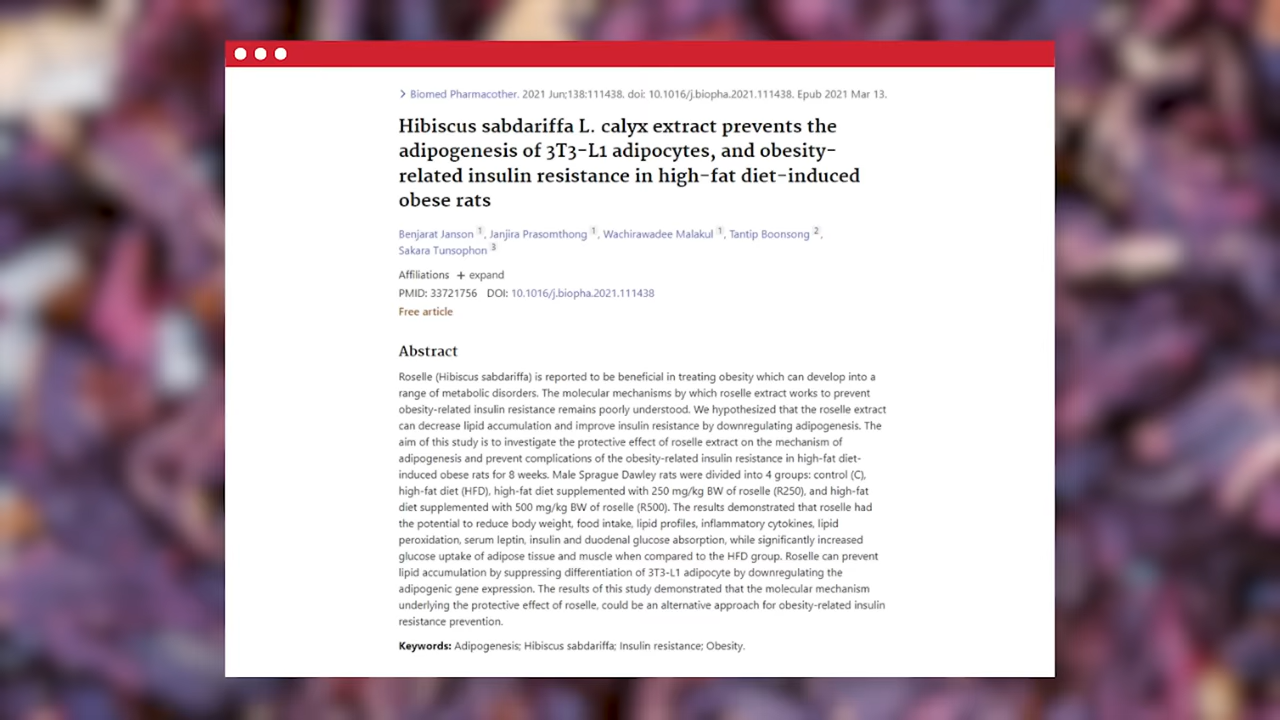 > Biomed Pharmacother. 2021 Jun;138:111438. doi: 10.1016/j.biopha.2021.111438. Epub 2021 Mar 13.
Hibiscus sabdariffa L. calyx extract prevents the
adipogenesis of 3T3-L1 adipocytes, and obesity-
related insulin resistance in high-fat diet-induced
obese rats
Benjarat Janson 1, Janjira Prasomthong 1, Wachirawadee Malakul 1, Tantip Boonsong 2,
Sakara Tunsophon 3
Affiliations + expand
PMID: 33721756 DOI: 10.1016/j.biopha.2021.111438
Free article
Abstract
Roselle (Hibiscus sabdariffa) is reported to be beneficial in treating obesity which can develop into a
range of metabolic disorders. The molecular mechanisms by which roselle extract works to prevent
obesity-related insulin resistance remains poorly understood. We hypothesized that the roselle extract
can decrease lipid accumulation and improve insulin resistance by downregulating adipogenesis. The
aim of this study is to investigate the protective effect of roselle extract on the mechanism of
adipogenesis and prevent complications of the obesity-related insulin resistance in high-fat diet-
induced obese rats for 8 weeks. Male Sprague Dawley rats were divided into 4 groups: control (C),
high-fat diet (HFD), high-fat diet supplemented with 250 mg/kg BW of roselle (R250), and high-fat
diet supplemented with 500 mg/kg BW of roselle (R500). The results demonstrated that roselle had
the potential to reduce body weight, food intake, lipid profiles, inflammatory cytokines, lipid
peroxidation, serum leptin, insulin and duodenal glucose absorption, while significantly increased
glucose uptake of adipose tissue and muscle when compared to the HFD group. Roselle can prevent
lipid accumulation by suppressing differentiation of 3T3-L1 adipocyte by downregulating the
adipogenic gene expression. The results of this study demonstrated that the molecular mechanism
underlying the protective effect of roselle, could be an alternative approach for obesity-related insulin
resistance prevention.
Keywords: Adipogenesis; Hibiscus sabdariffa; Insulin resistance; Obesity.